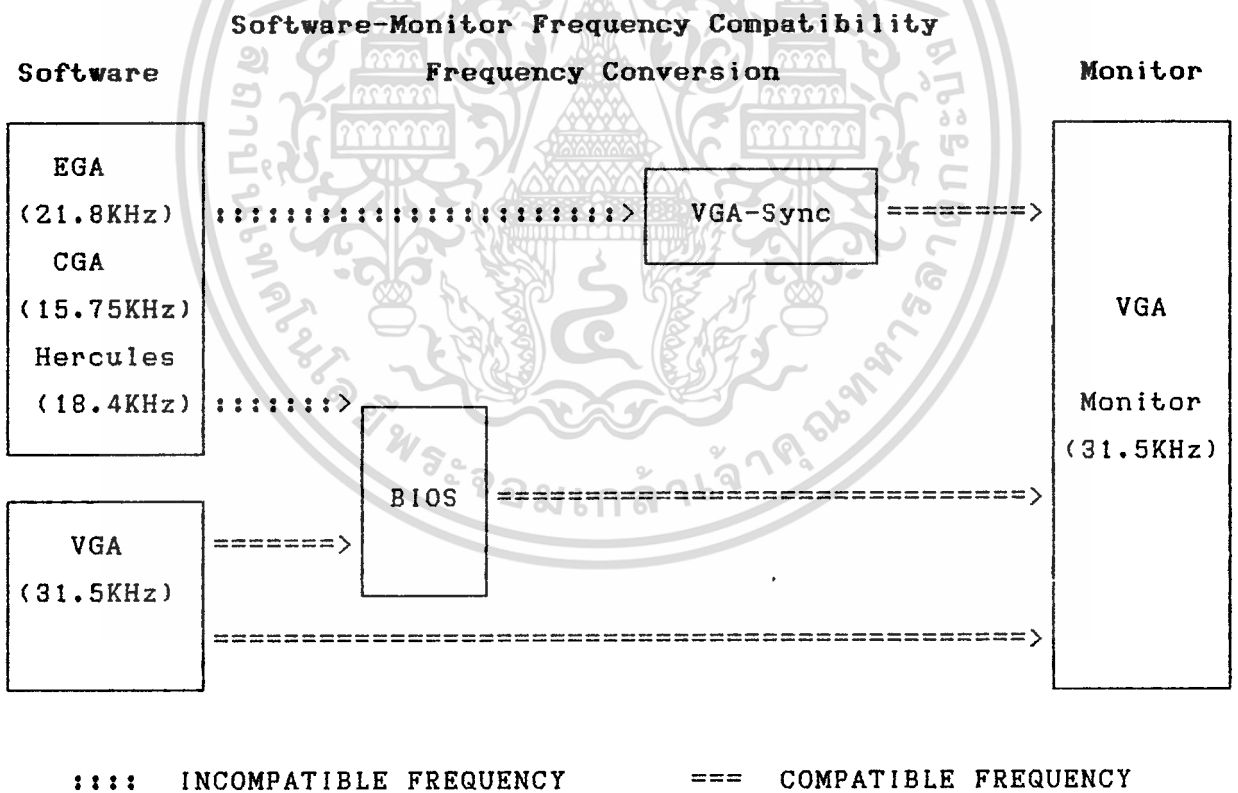 Software-Monitor Frequency Compatibility
Software Frequency Conversion Monitor
EGA
(21.8KHz) ::::::::::::::::::::::> VGA-Sync ========>
CGA
(15.75KHz) VGA
Hercules
(18.4KHz) :::::::> Monitor
(31.5KHz)
BIOS =============================>
VGA =======>
(31.5KHz)
============================================>
:::: INCOMPATIBLE FREQUENCY === COMPATIBLE FREQUENCY